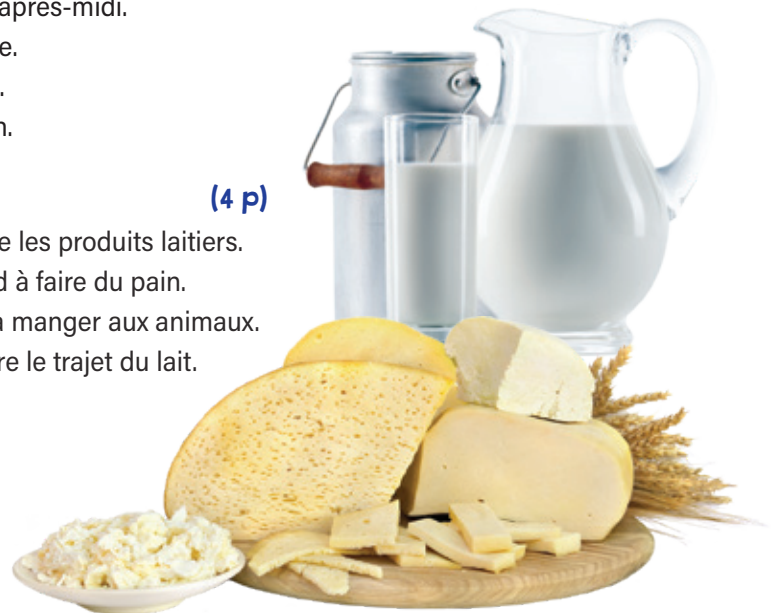 après-midi.
e.
.
n.
(4 p)
e les produits laitiers.
d à faire du pain.
à manger aux animaux.
re le trajet du lait.